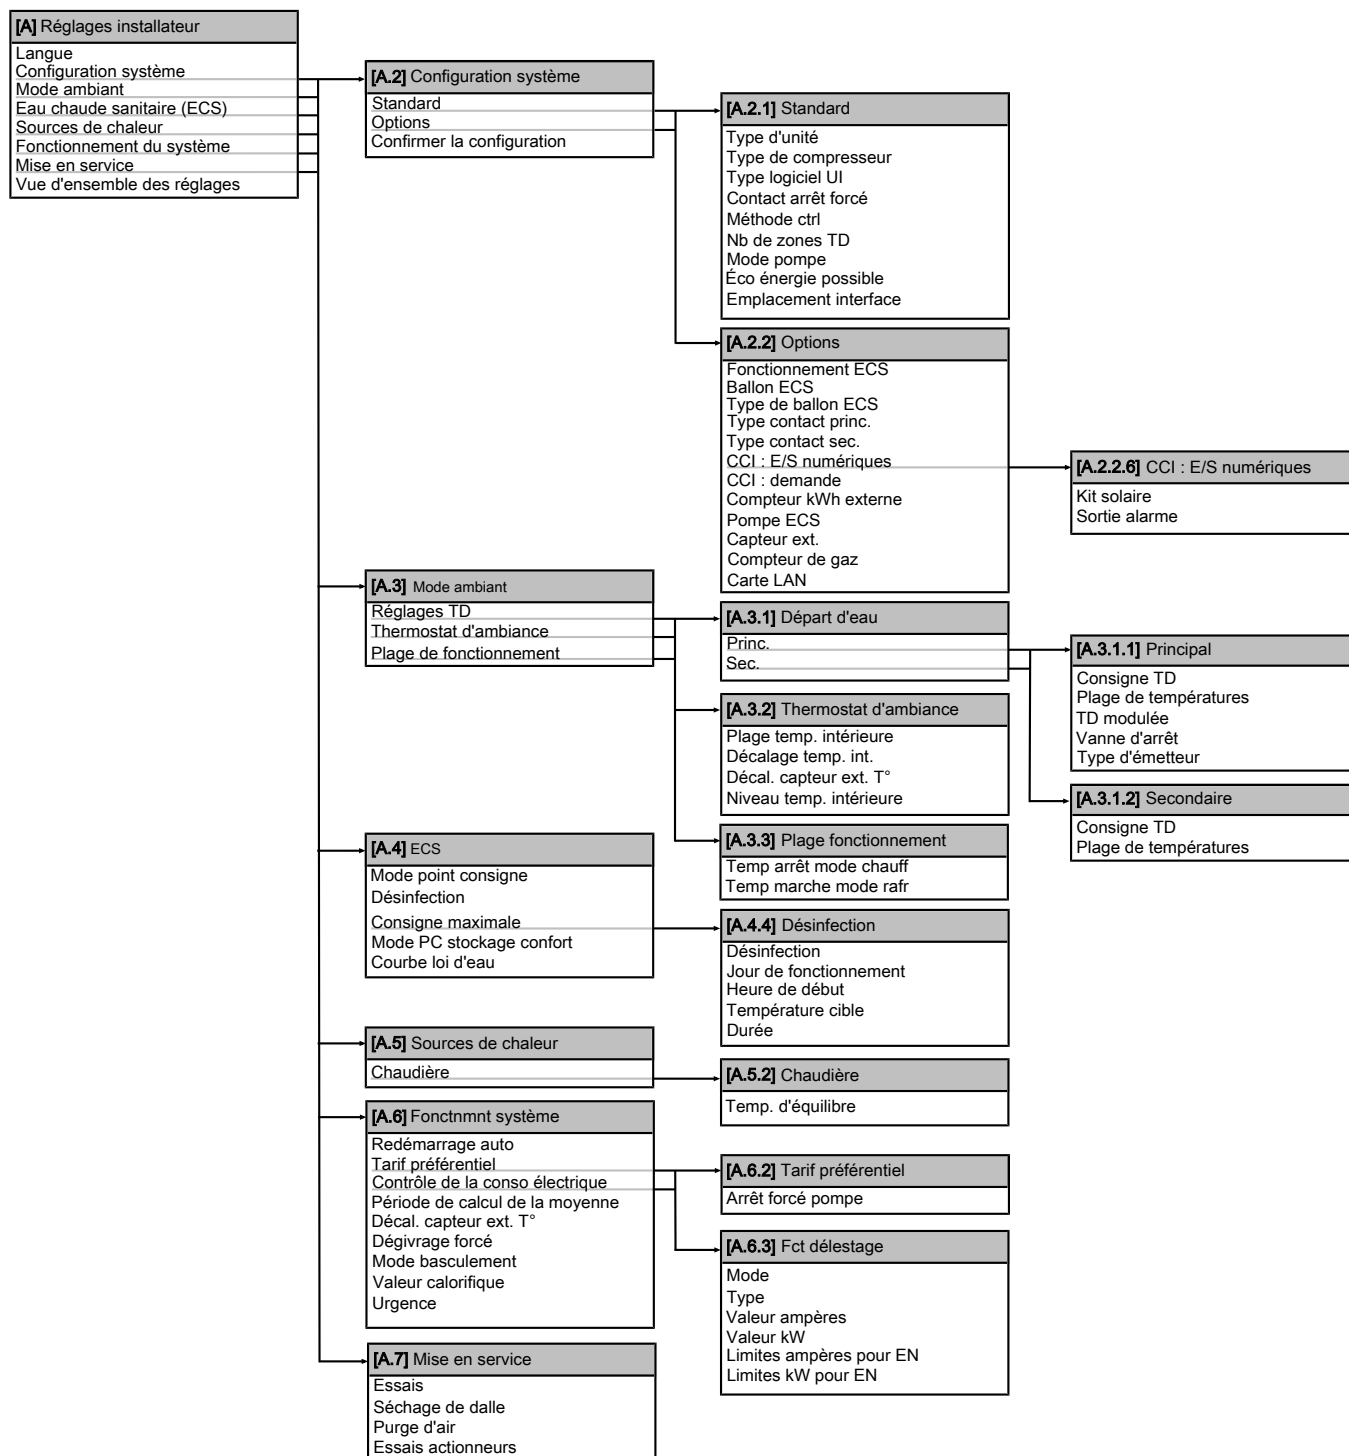 [A] Réglages installateur
Langue
Configuration système
Mode ambiant
Eau chaude sanitaire (ECS)
Sources de chaleur
Fonctionnement du système
Mise en service
Vue d'ensemble des réglages
[A.2] Configuration système
Standard
Options
Confirmer la configuration
[A.2.1] Standard
Type d'unité
Type de compresseur
Type logiciel UI
Contact arrêt forcé
Méthode ctrl
Nb de zones TD
Mode pompe
Éco énergie possible
Emplacement interface
[A.2.2] Options
Fonctionnement ECS
Ballon ECS
Type de ballon ECS
Type contact princ.
Type contact sec.
CCI : E/S numériques
CCI : demande
Compteur kWh externe
Pompe ECS
Capteur ext.
Compteur de gaz
Carte LAN
[A.2.2.6] CCI : E/S numériques
Kit solaire
Sortie alarme
[A.3] Mode ambiant
Réglages TD
Thermostat d'ambiance
Plage de fonctionnement
[A.3.1] Départ d'eau
Princ.
Sec.
[A.3.1.1] Principal
Consigne TD
Plage de températures
TD modulée
Vanne d'arrêt
Type d'émetteur
[A.3.1.2] Secondaire
Consigne TD
Plage de températures
[A.3.2] Thermostat d'ambiance
Plage temp. intérieure
Décalage temp. int.
Décal. capteur ext. T°
Niveau temp. intérieure
[A.3.3] Plage fonctionnement
Temp arrêt mode chauff
Temp marche mode rafr
[A.4] ECS
Mode point consigne
Désinfection
Consigne maximale
Mode PC stockage confort
Courbe loi d'eau
[A.4.4] Désinfection
Désinfection
Jour de fonctionnement
Heure de début
Température cible
Durée
[A.5] Sources de chaleur
Chaudière
[A.5.2] Chaudière
Temp. d'équilibre
[A.6] Fonctnmnt système
Redémarrage auto
Tarif préférentiel
Contrôle de la conso électrique
Période de calcul de la moyenne
Décal. capteur ext. T°
Dégivrage forcé
Mode basculement
Valeur calorifique
Urgence
[A.6.2] Tarif préférentiel
Arrêt forcé pompe
[A.6.3] Fct délestage
Mode
Type
Valeur ampères
Valeur kW
Limites ampères pour EN
Limites kW pour EN
[A.7] Mise en service
Essais
Séchage de dalle
Purge d'air
Essais actionneurs